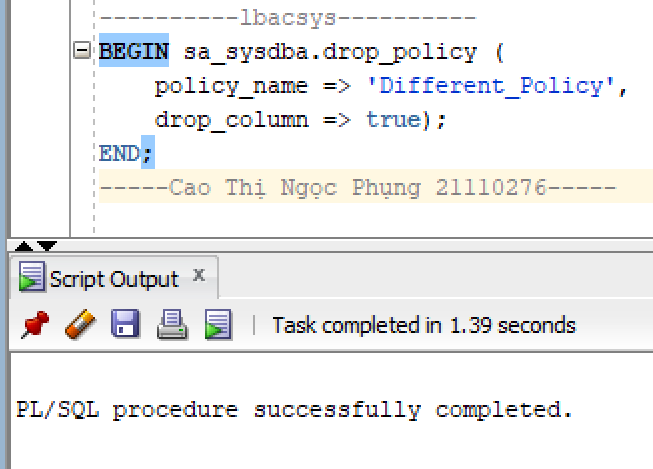 ----------lbacsys----------
BEGIN sa_sysdba.drop_policy (
    policy_name => 'Different_Policy',
    drop_column => true);
END;
-----Cao Thị Ngọc Phụng 21110276-----
Script Output x
Task completed in 1.39 seconds
PL/SQL procedure successfully completed.